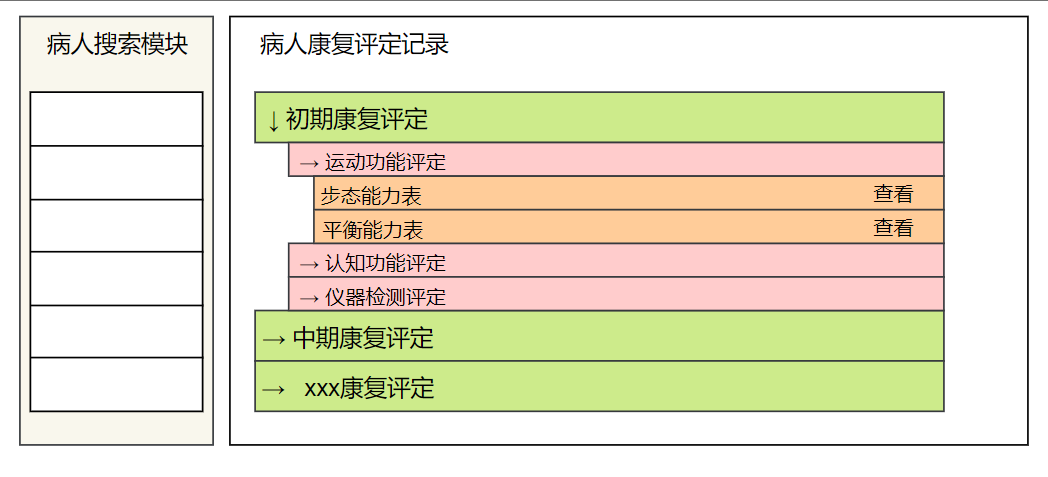 病人搜索模块
病人康复评定记录
↓ 初期康复评定
→ 运动功能评定
步态能力表 查看
平衡能力表 查看
→ 认知功能评定
→ 仪器检测评定
→ 中期康复评定
→ xxx康复评定